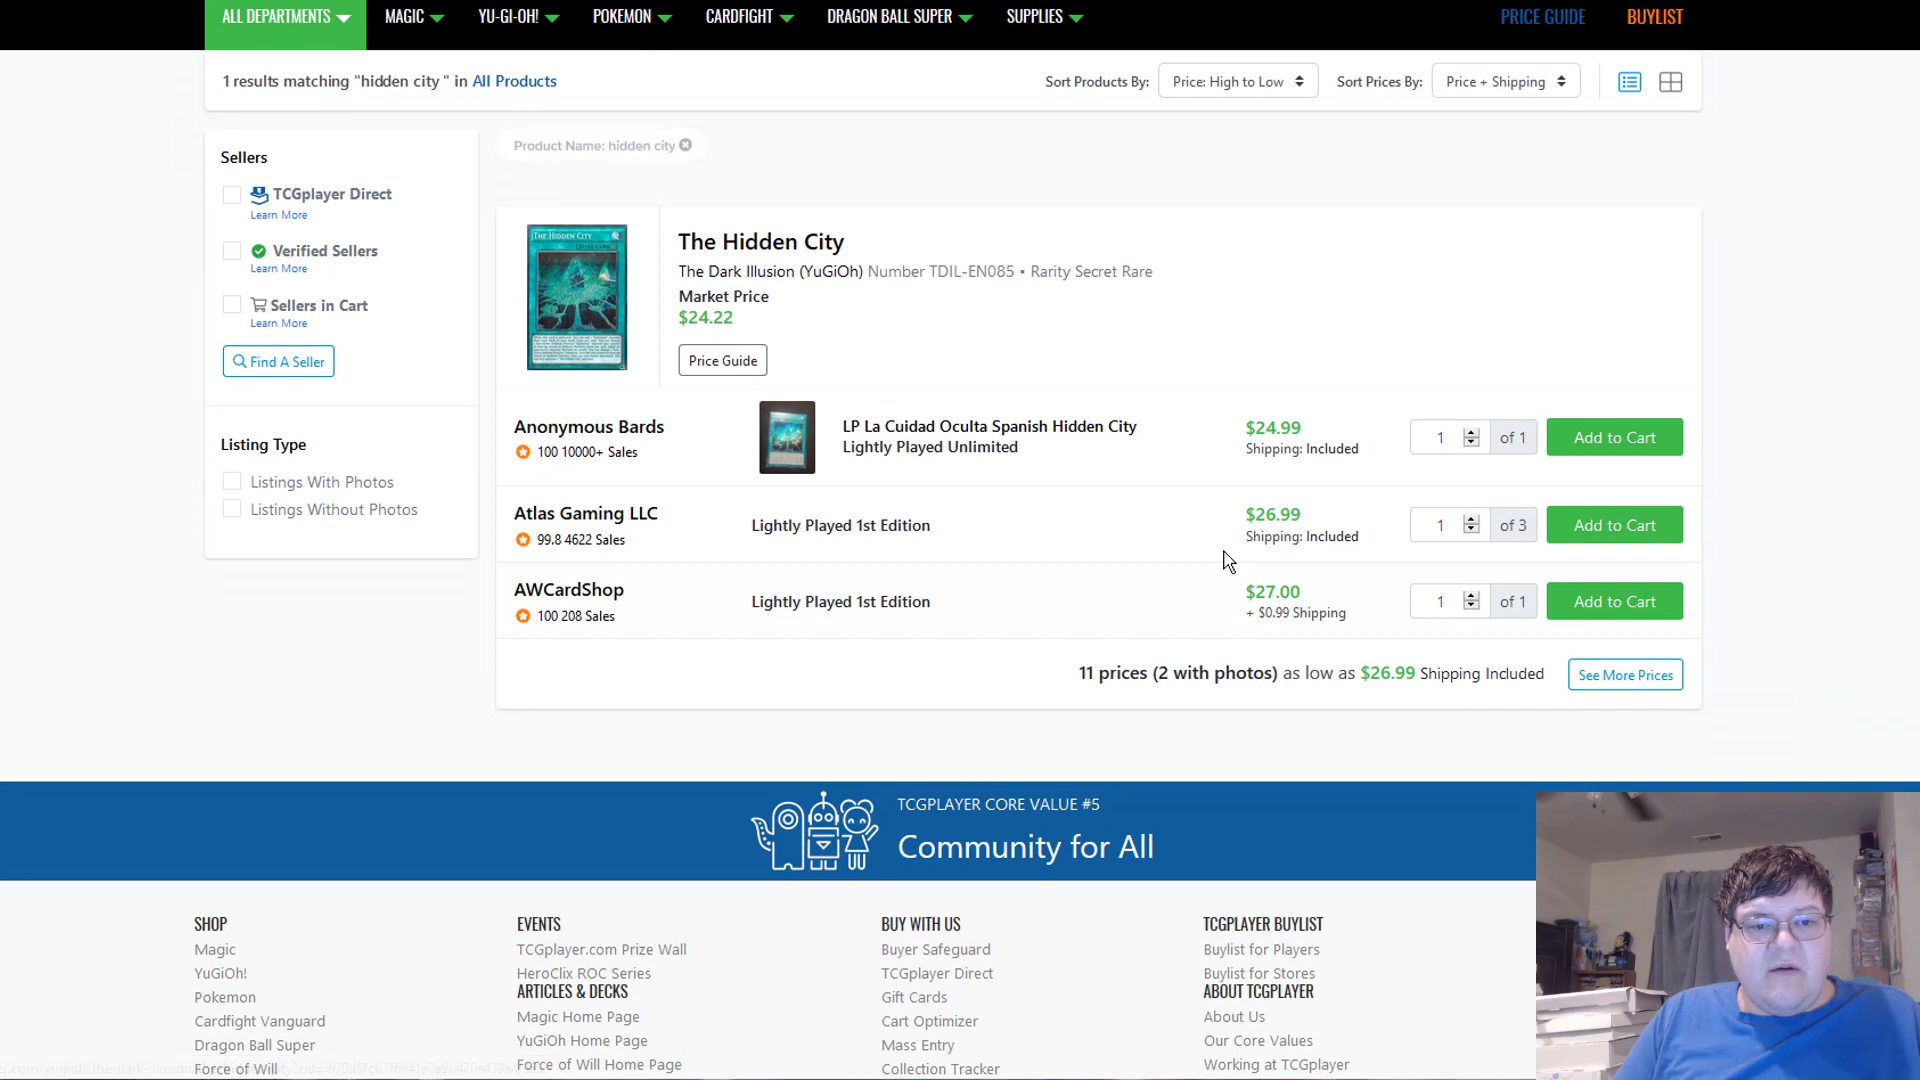 ALL DEPARTMENTS MAGIC YU-GI-OH! POKEMON CARDFIGHT DRAGON BALL SUPER SUPPLIES PRICE GUIDE BUYLIST
1 results matching "hidden city " in All Products Sort Products By: Price: High to Low Sort Prices By: Price + Shipping
Product Name: hidden city
Sellers
TCGplayer Direct
Learn More
Verified Sellers
Learn More
Sellers in Cart
Learn More
Find A Seller
Listing Type
Listings With Photos
Listings Without Photos
THE HIDDEN CITY
The Hidden City
The Dark Illusion (YuGiOh) Number TDIL-EN085 • Rarity Secret Rare
Market Price
$24.22
Price Guide
Anonymous Bards
100 10000+ Sales
LP La Cuidad Oculta Spanish Hidden City
Lightly Played Unlimited
$24.99
Shipping: Included
1 of 1 Add to Cart
Atlas Gaming LLC
99.8 4622 Sales
Lightly Played 1st Edition
$26.99
Shipping: Included
1 of 3 Add to Cart
AWCardShop
100 208 Sales
Lightly Played 1st Edition
$27.00
+ $0.99 Shipping
1 of 1 Add to Cart
11 prices (2 with photos) as low as $26.99 Shipping Included See More Prices
TCGPLAYER CORE VALUE #5
Community for All
SHOP
Magic
YuGiOh!
Pokemon
Cardfight Vanguard
Dragon Ball Super
Force of Will
EVENTS
TCGplayer.com Prize Wall
HeroClix ROC Series
ARTICLES & DECKS
Magic Home Page
YuGiOh Home Page
Force of Will Home Page
BUY WITH US
Buyer Safeguard
TCGplayer Direct
Gift Cards
Cart Optimizer
Mass Entry
Collection Tracker
TCGPLAYER BUYLIST
Buylist for Players
Buylist for Stores
ABOUT TCGPLAYER
About Us
Our Core Values
Working at TCGplayer